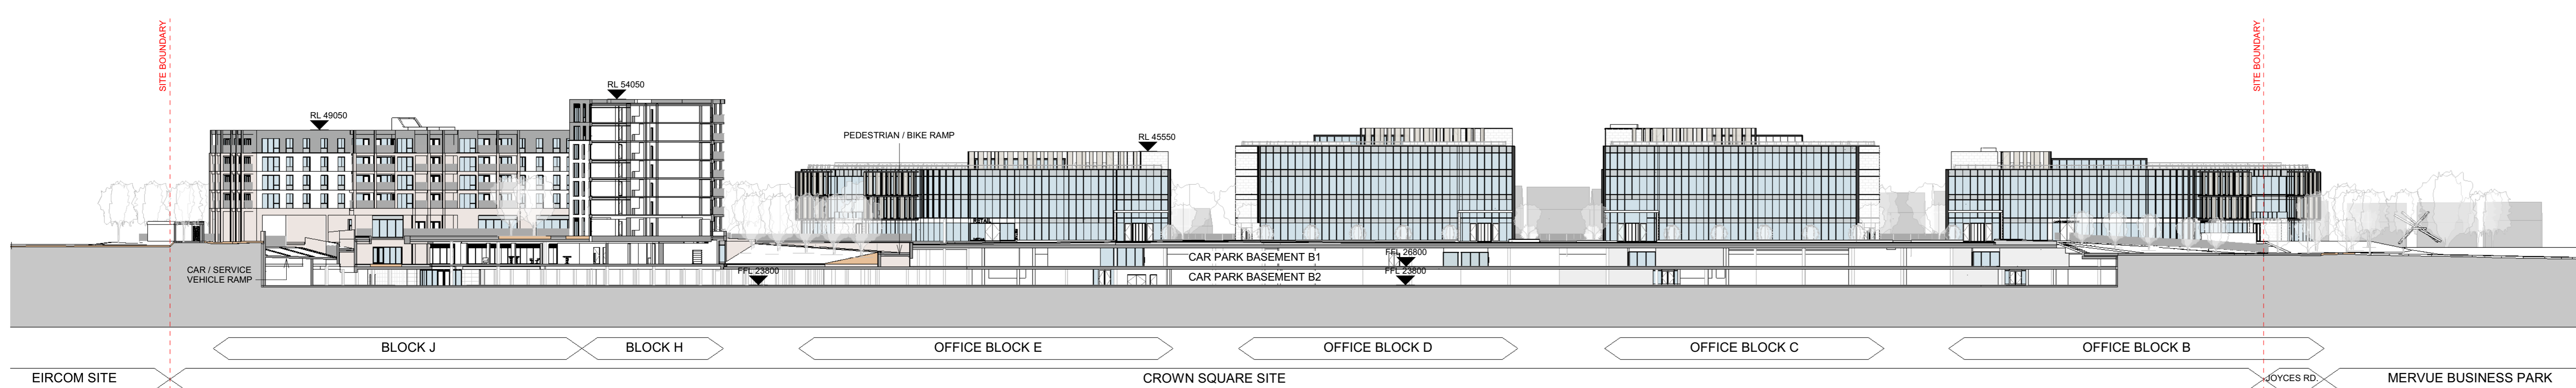 SITE BOUNDARY
SITE BOUNDARY
RL 54050
RL 49050
PEDESTRIAN / BIKE RAMP
RL 45550
RETAIL
CAR PARK BASEMENT B1
FFL 26800
CAR / SERVICE
VEHICLE RAMP
FFL 23800
CAR PARK BASEMENT B2
FFL 23800
BLOCK J
BLOCK H
OFFICE BLOCK E
OFFICE BLOCK D
OFFICE BLOCK C
OFFICE BLOCK B
EIRCOM SITE
CROWN SQUARE SITE
JOYCES RD.
MERVUE BUSINESS PARK